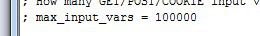 ; How many GET/POST/COOKIE input v
; max_input_vars = 100000